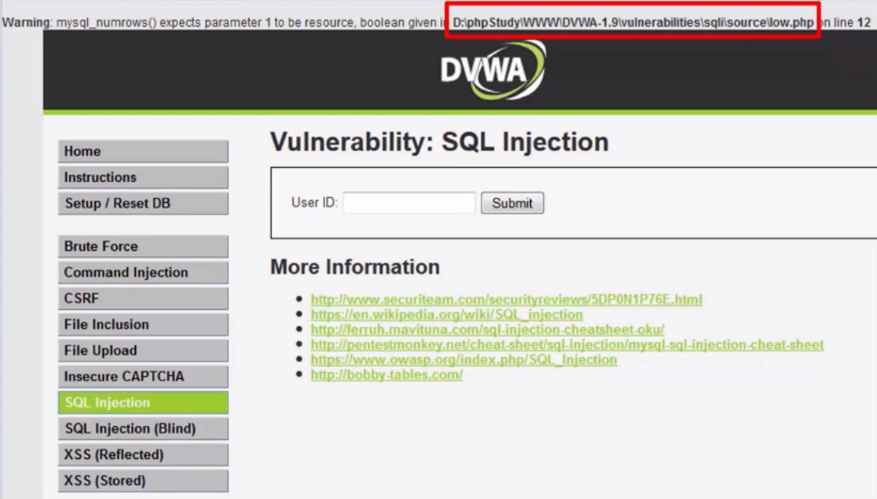 Warning: mysql_numrows() expects parameter 1 to be resource, boolean given in D:\phpStudy\WWW\DVWA-1.9\vulnerabilities\sqli\source\low.php on line 12
DVWA
Vulnerability: SQL Injection
Home
Instructions
Setup / Reset DB
Brute Force
Command Injection
CSRF
File Inclusion
File Upload
Insecure CAPTCHA
SQL Injection
SQL Injection (Blind)
XSS (Reflected)
XSS (Stored)
User ID:
Submit
More Information
http://www.securiteam.com/securityreviews/5DP0N1P76E.html
https://en.wikipedia.org/wiki/SQL_injection
http://ferruh.mavituna.com/sql-injection-cheatsheet-oku/
http://pentestmonkey.net/cheat-sheet/sql-injection/mysql-sql-injection-cheat-sheet
https://www.owasp.org/index.php/SQL_Injection
http://bobby-tables.com/